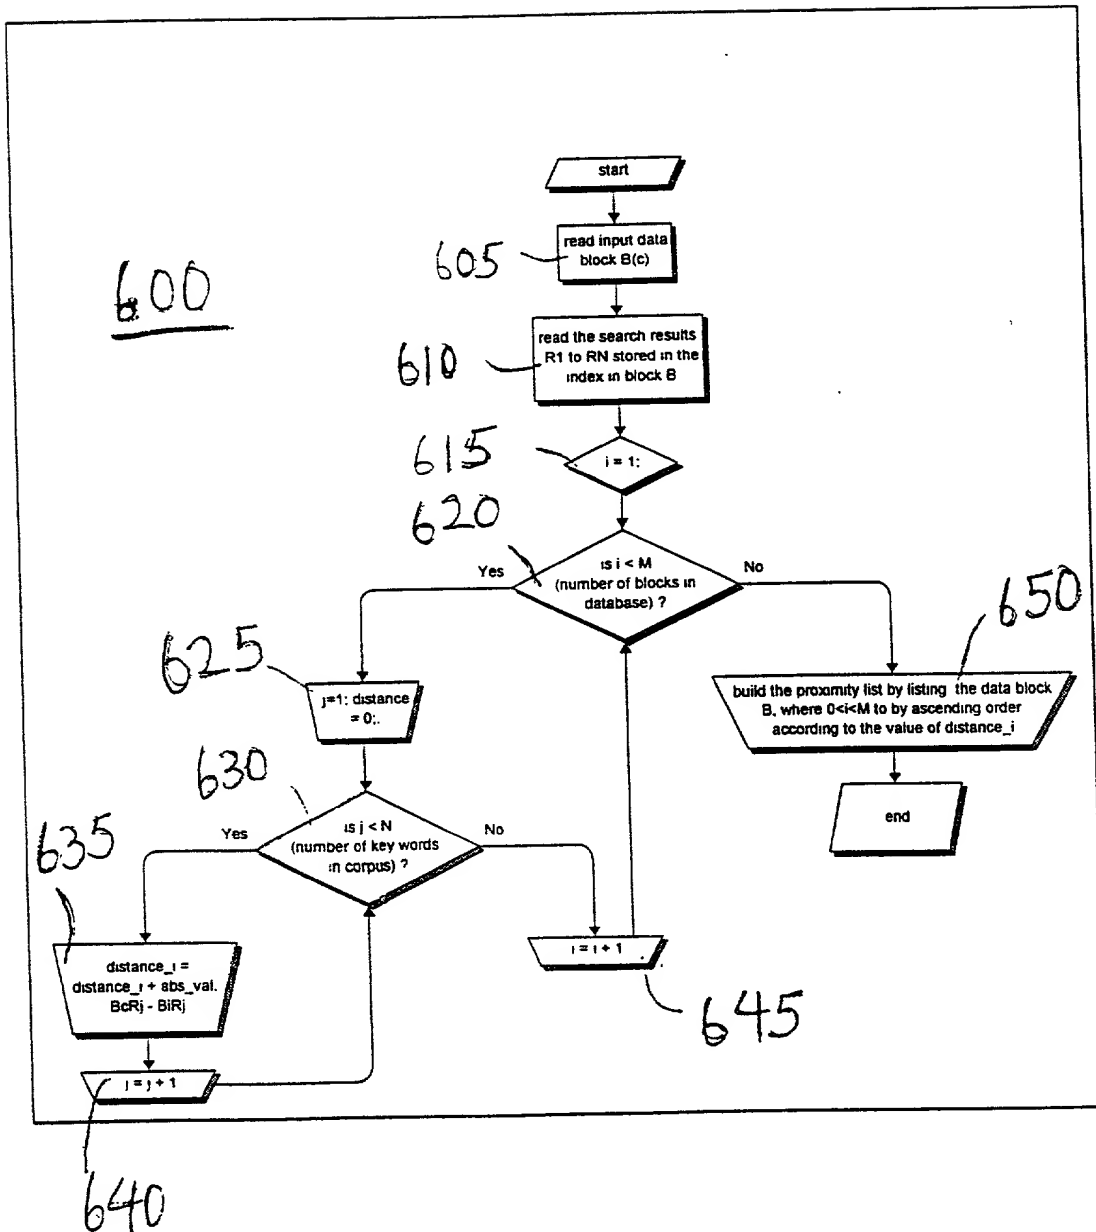 start
605
read input data
block B(c)
600
610
read the search results
R1 to RN stored in the
index in block B
615
i = 1;
620
Yes
is i < M
(number of blocks in
database) ?
No
650
625
j=1; distance
= 0;.
build the proximity list by listing the data block
B, where 0<i<M to by ascending order
according to the value of distance_i
630
635
Yes
is j < N
(number of key words
in corpus) ?
No
end
distance_i =
distance_i + abs_val.
BcRj - BiRj
i = i + 1
645
j = j + 1
640